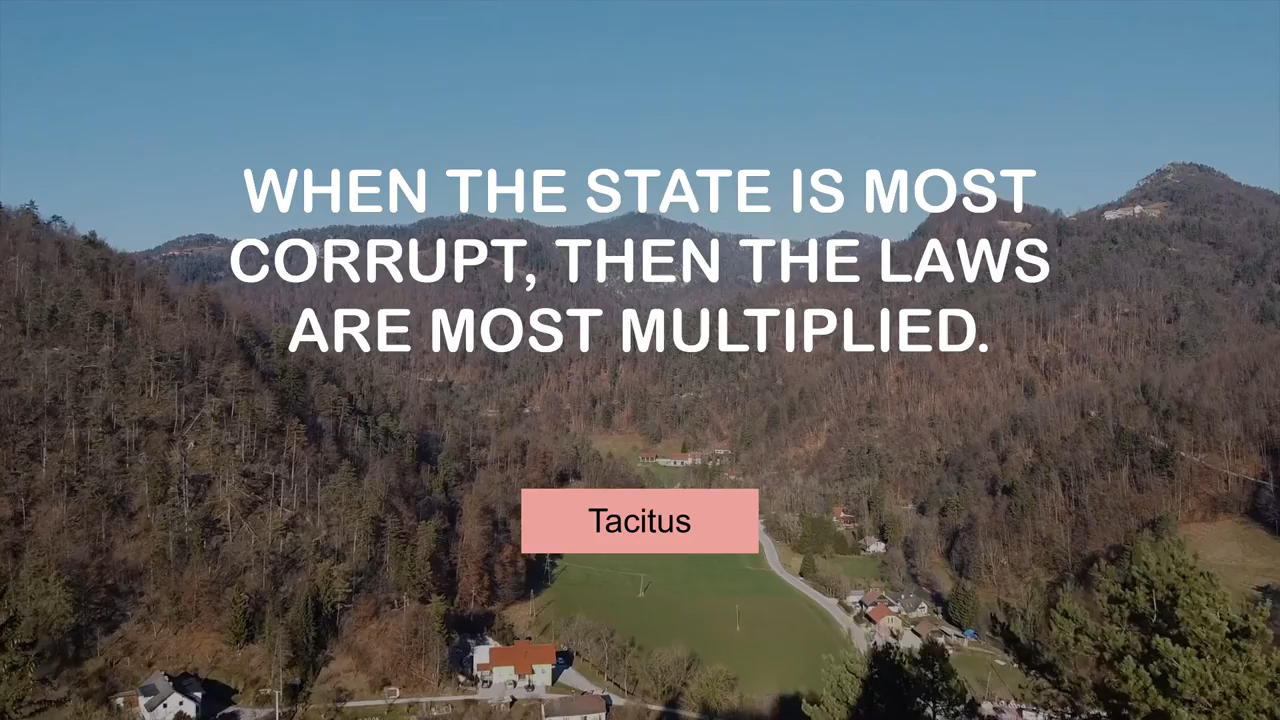 WHEN THE STATE IS MOST
CORRUPT, THEN THE LAWS
ARE MOST MULTIPLIED.
Tacitus